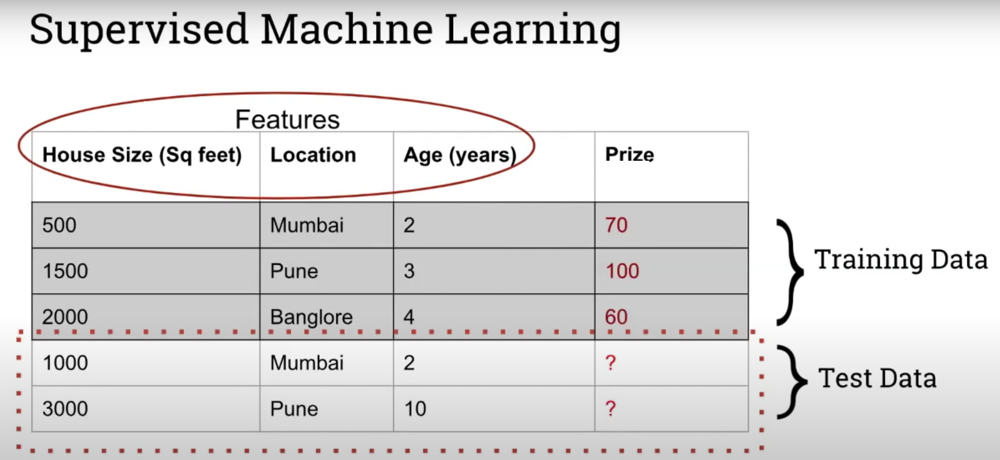 Supervised Machine Learning
Features
House Size (Sq feet) Location Age (years) Prize
500 Mumbai 2 70
1500 Pune 3 100
2000 Banglore 4 60
Training Data
1000 Mumbai 2 ?
3000 Pune 10 ?
Test Data